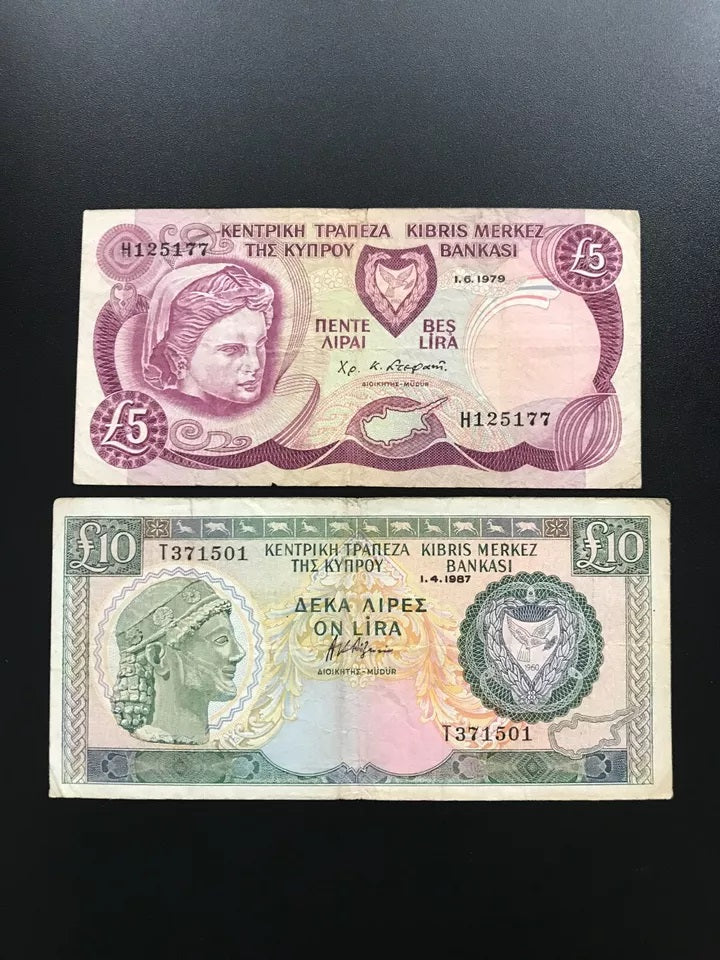 H125177
ΚΕΝΤΡΙΚΗ ΤΡΑΠΕΖΑ KIBRIS MERKEZ
ΤΗΣ ΚΥΠΡΟΥ BANKASI
£5
1.6.1979
ΠΕΝΤΕ BEŞ
ΛΙΡΑΙ LİRA
Χρ. Κ. Στεφανή.
ΔΙΟΙΚΗΤΗΣ-MÜDÜR
£5
H125177
£10
T371501
ΚΕΝΤΡΙΚΗ ΤΡΑΠΕΖΑ KIBRIS MERKEZ
ΤΗΣ ΚΥΠΡΟΥ BANKASI
£10
1.4.1987
ΔΕΚΑ ΛΙΡΕΣ
ON LİRA
ΔΙΟΙΚΗΤΗΣ-MÜDÜR
1960
T371501